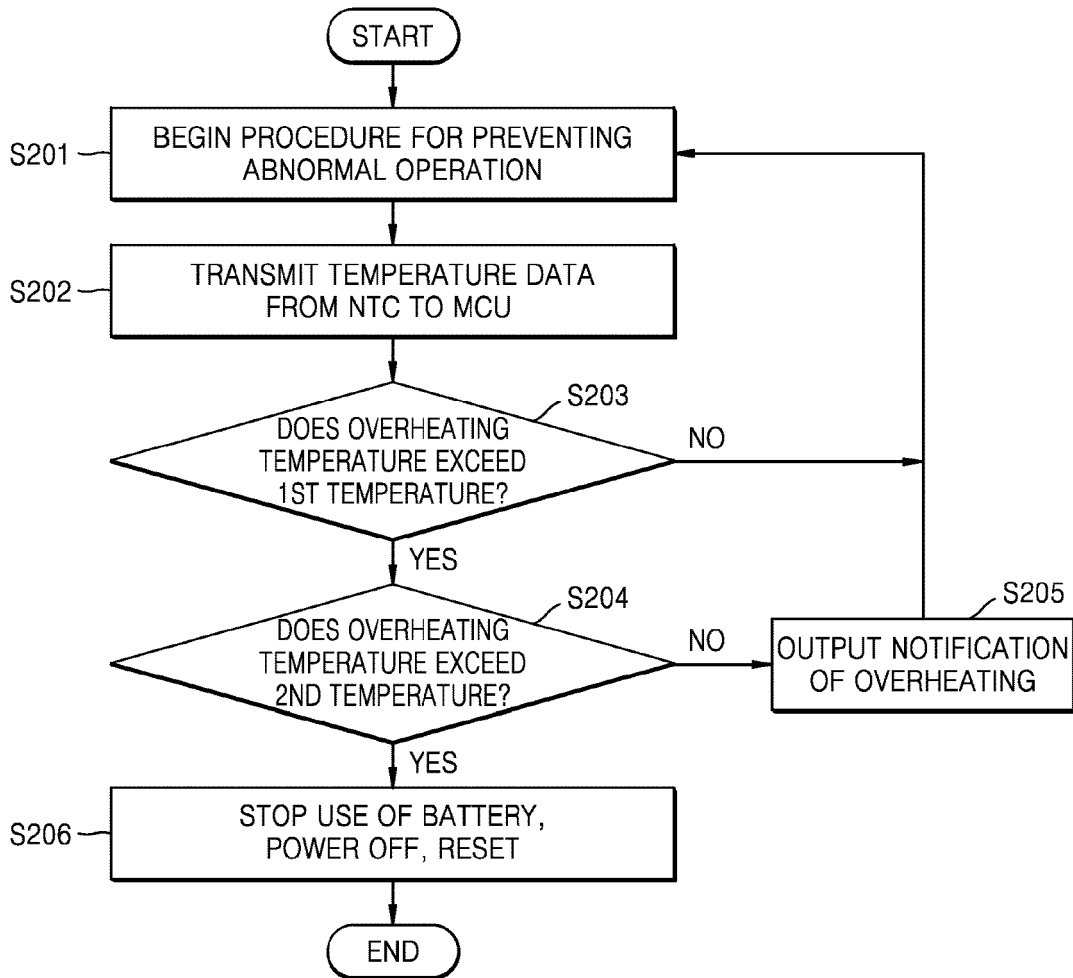 START
S201
BEGIN PROCEDURE FOR PREVENTING
ABNORMAL OPERATION
S202
TRANSMIT TEMPERATURE DATA
FROM NTC TO MCU
S203
DOES OVERHEATING
TEMPERATURE EXCEED
1ST TEMPERATURE?
NO
YES
S204
DOES OVERHEATING
TEMPERATURE EXCEED
2ND TEMPERATURE?
NO
S205
OUTPUT NOTIFICATION
OF OVERHEATING
YES
S206
STOP USE OF BATTERY,
POWER OFF, RESET
END